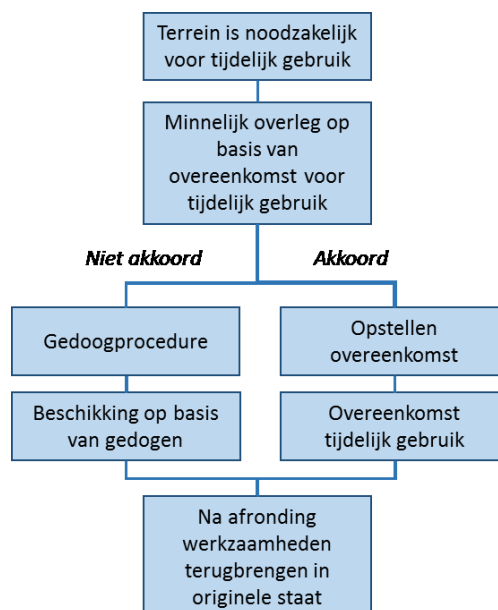 Terrein is noodzakelijk
voor tijdelijk gebruik
Minnelijk overleg op
basis van
overeenkomst voor
tijdelijk gebruik
Niet akkoord
Akkoord
Gedoogprocedure
Opstellen
overeenkomst
Beschikking op basis
van gedogen
Overeenkomst
tijdelijk gebruik
Na afronding
werkzaamheden
terugbrengen in
originele staat